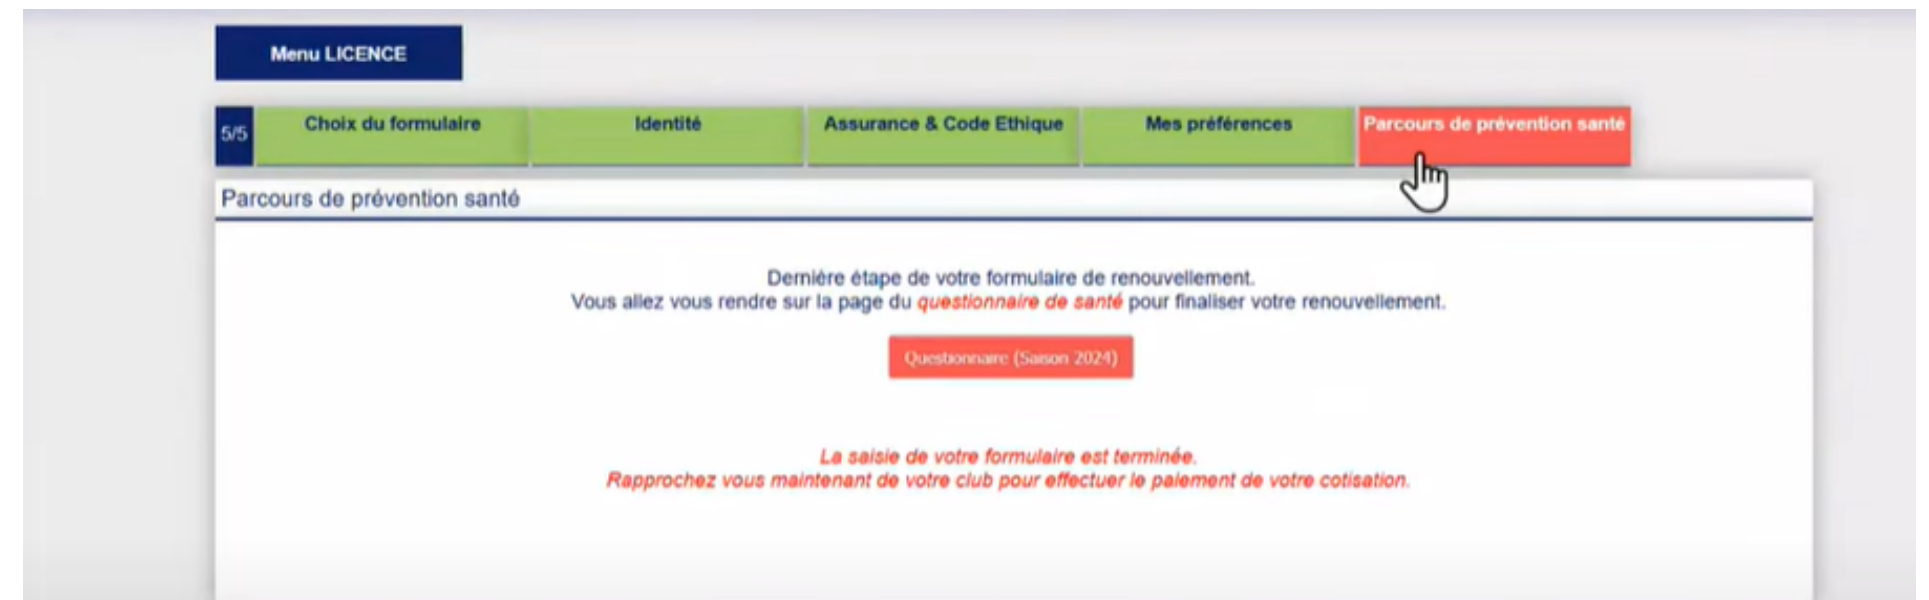 Menu LICENCE
5/5 Choix du formulaire Identité Assurance & Code Ethique Mes préférences Parcours de prévention santé
Parcours de prévention santé
Dernière étape de votre formulaire de renouvellement.
Vous allez vous rendre sur la page du questionnaire de santé pour finaliser votre renouvellement.
Questionnaire (Saison 2024)
La saisie de votre formulaire est terminée.
Rapprochez vous maintenant de votre club pour effectuer le paiement de votre cotisation.